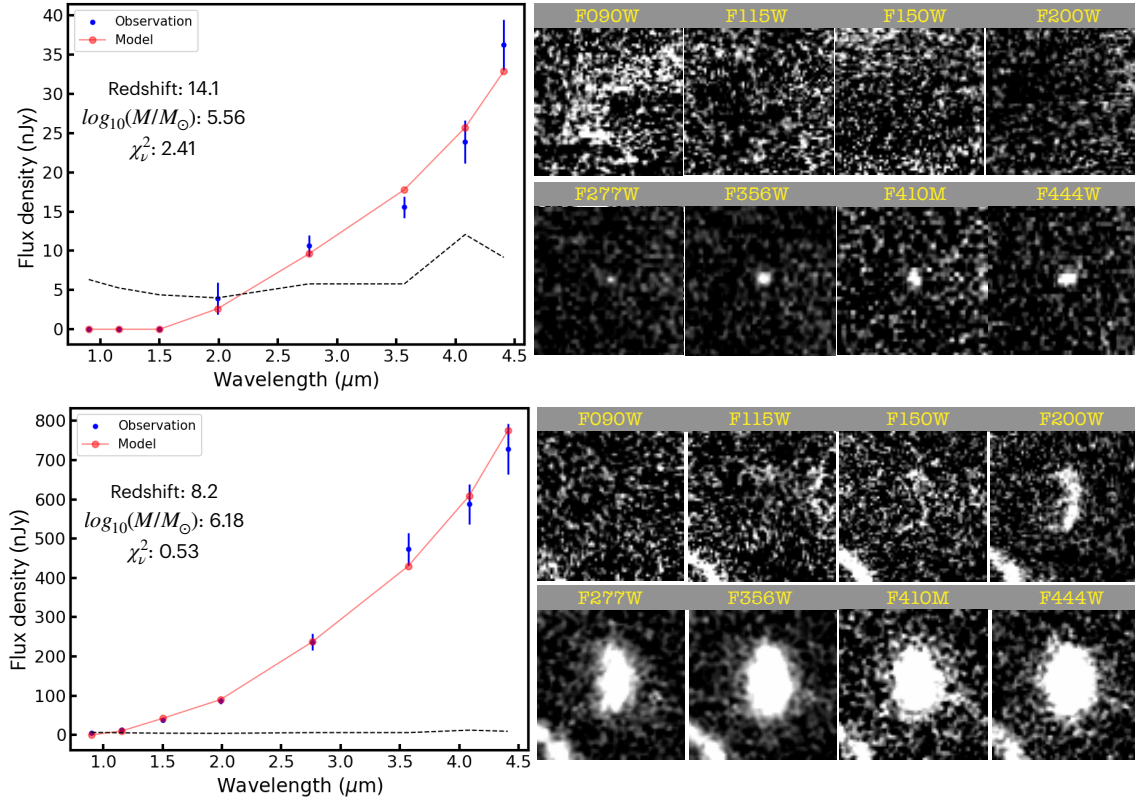 40
35
30
25
20
15
10
5
0
Flux density (nJy)
Observation
Model
Redshift: 14.1
log₁₀(M/M⊙): 5.56
χ²ᵥ: 2.41
1.0 1.5 2.0 2.5 3.0 3.5 4.0 4.5
Wavelength (μm)
F090W F115W F150W F200W
F277W F356W F410M F444W
800
700
600
500
400
300
200
100
0
Flux density (nJy)
Observation
Model
Redshift: 8.2
log₁₀(M/M⊙): 6.18
χ²ᵥ: 0.53
1.0 1.5 2.0 2.5 3.0 3.5 4.0 4.5
Wavelength (μm)
F090W F115W F150W F200W
F277W F356W F410M F444W